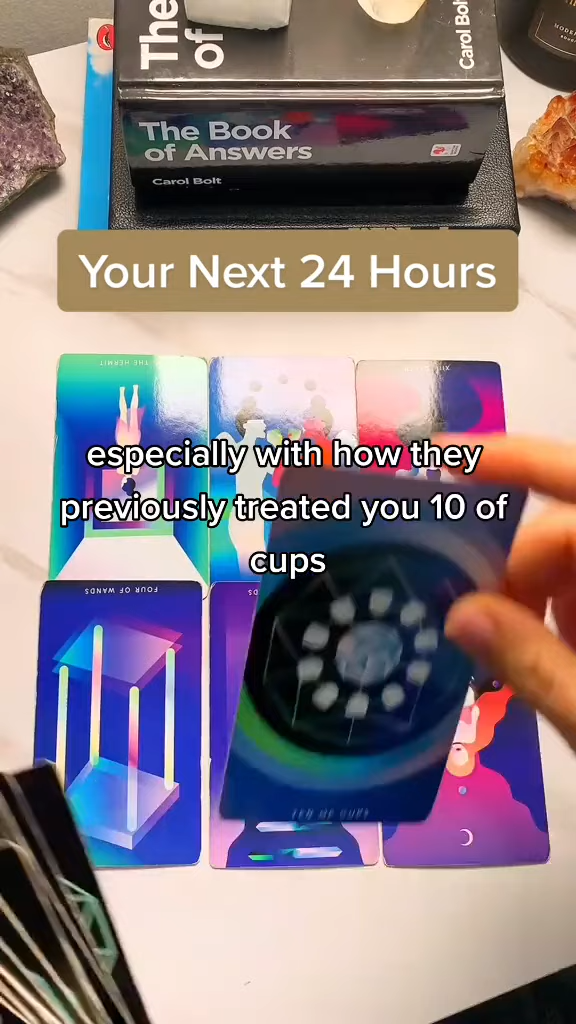 The
of
Carol Bolt
The Book
of Answers
Carol Bolt
Your Next 24 Hours
THE HERMIT
especially with how they
previously treated you 10 of
cups
FOUR OF WANDS
TEN OF CUPS